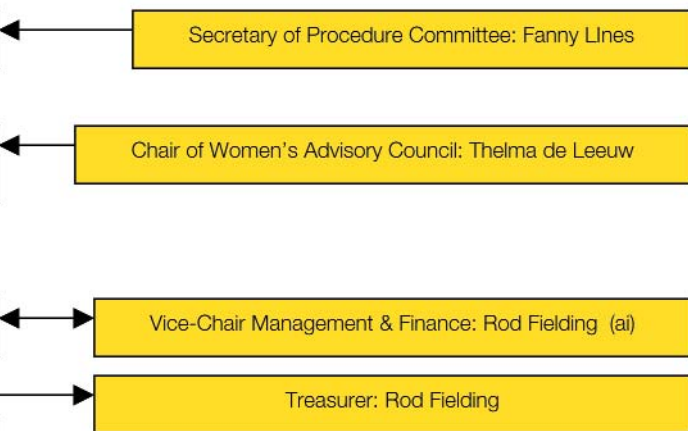 Secretary of Procedure Committee: Fanny LInes
Chair of Women's Advisory Council: Thelma de Leeuw
Vice-Chair Management & Finance: Rod Fielding (ai)
Treasurer: Rod Fielding